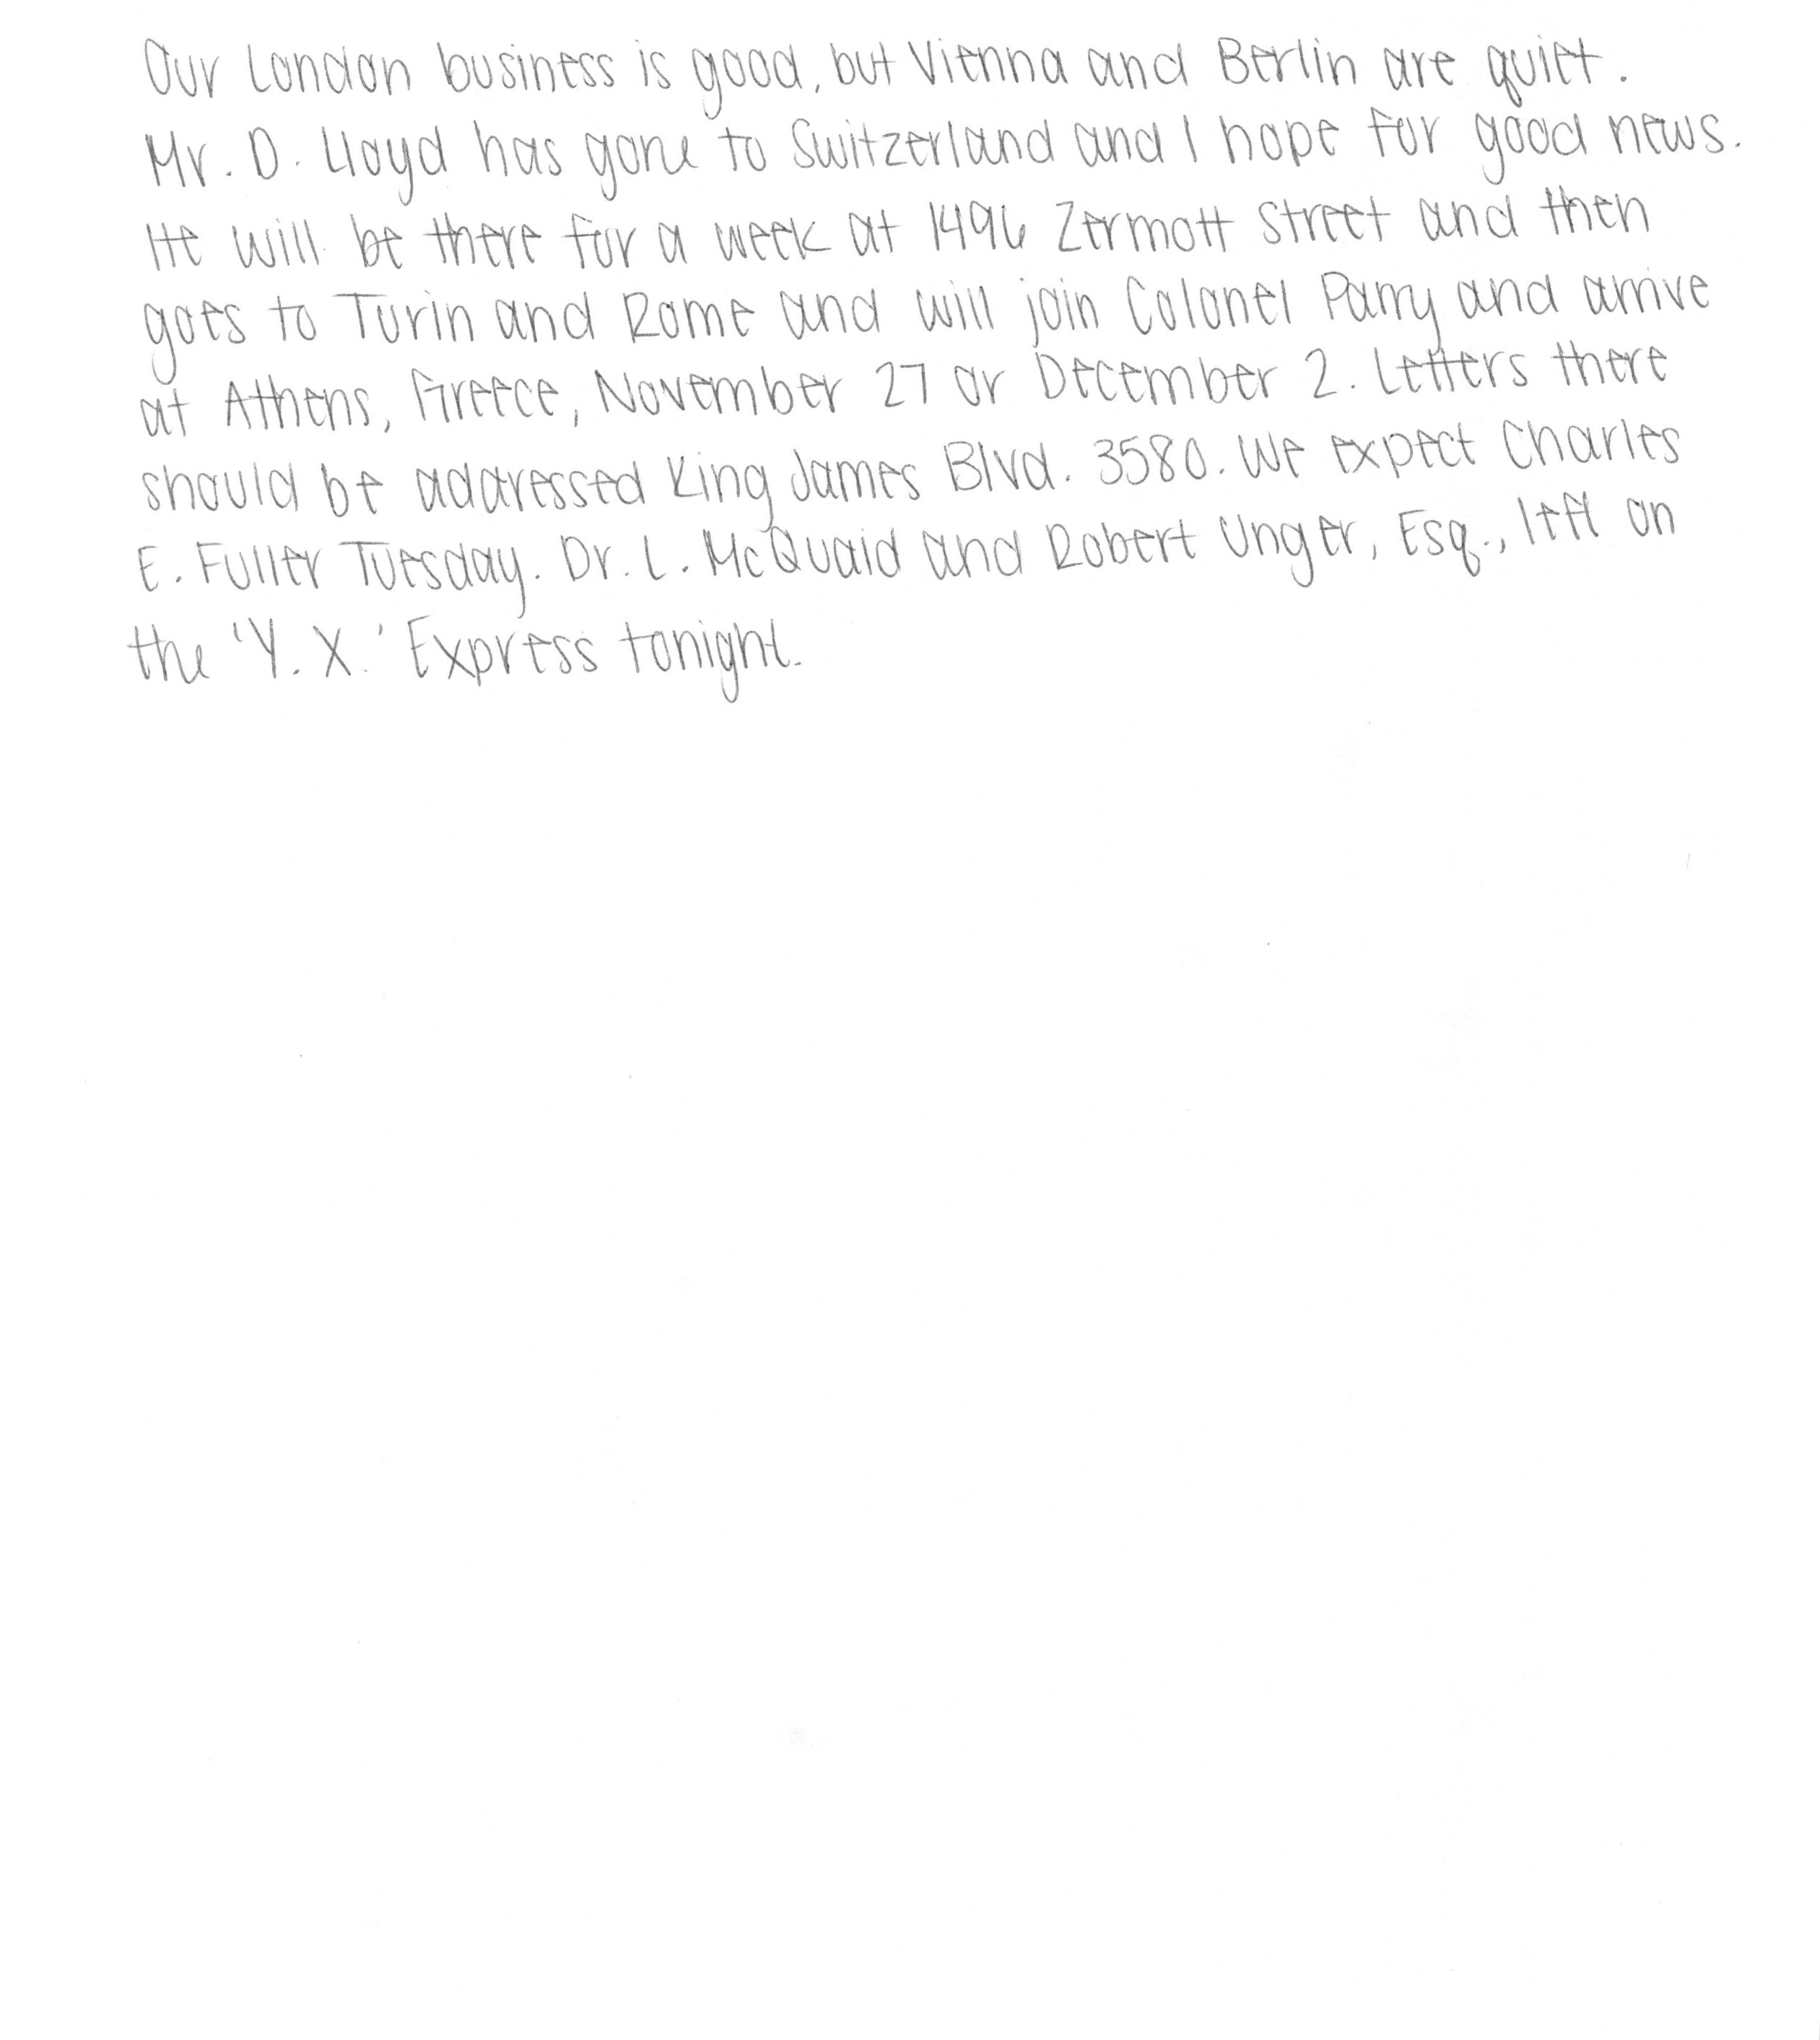 Our London business is good, but Vienna and Berlin are quiet.
Mr. D. Lloyd has gone to Switzerland and I hope for good news.
He will be there for a week at 1496 Zermott Street and then
goes to Turin and Rome and will join Colonel Parry and arrive
at Athens, Greece, November 27 or December 2. Letters there
should be addressed King James Blvd. 3580. We expect Charles
E. Fuller Tuesday. Dr. L. McQuaid and Robert Unger, Esq., left on
the 'Y. X.' Express tonight.